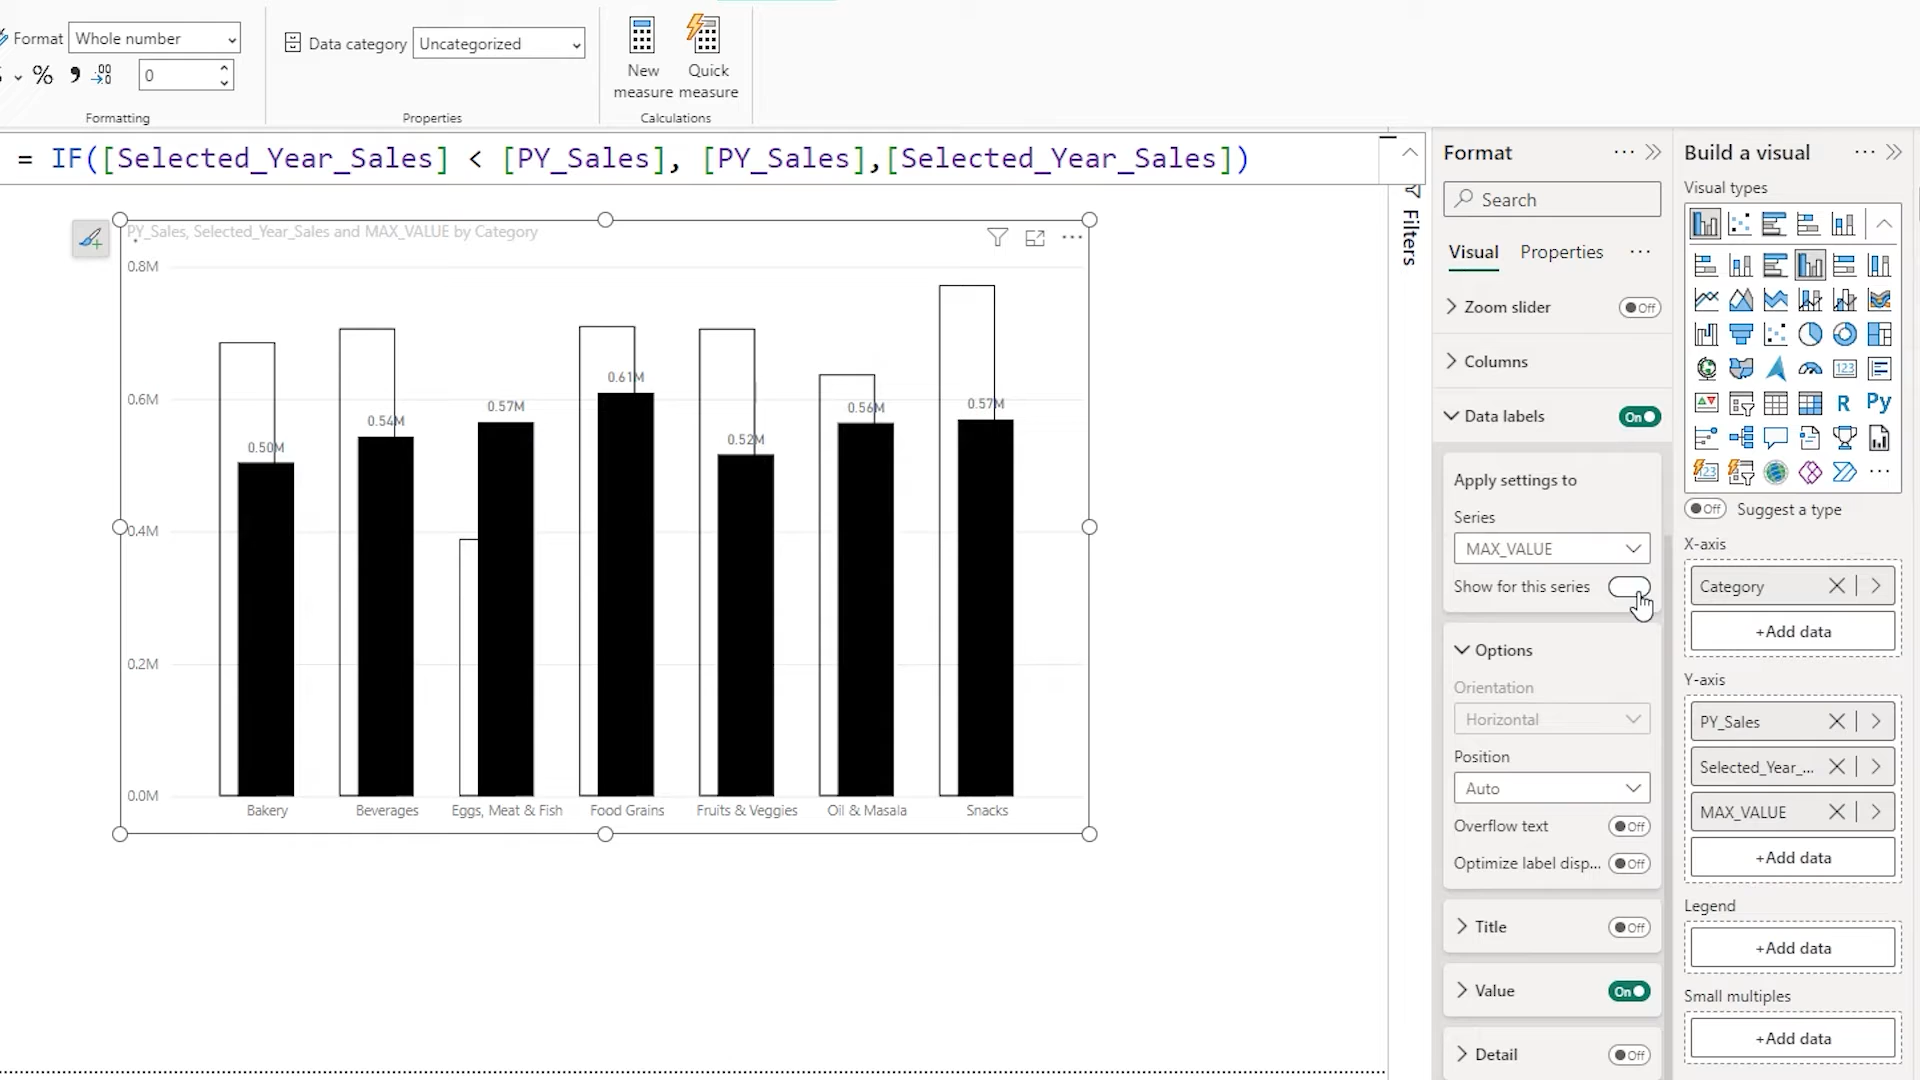 Format Whole number
% , .00 0
Formatting
Data category Uncategorized
Properties
New measure
Quick measure
Calculations
= IF([Selected_Year_Sales] < [PY_Sales], [PY_Sales],[Selected_Year_Sales])
PY_Sales, Selected_Year_Sales and MAX_VALUE by Category
0.8M
0.6M
0.4M
0.2M
0.0M
0.50M
0.54M
0.57M
0.61M
0.52M
0.56M
0.57M
Bakery
Beverages
Eggs, Meat & Fish
Food Grains
Fruits & Veggies
Oil & Masala
Snacks
Filters
Format
Search
Visual Properties
Zoom slider Off
Columns
Data labels On
Apply settings to
Series
MAX_VALUE
Show for this series
Options
Orientation
Horizontal
Position
Auto
Overflow text Off
Optimize label disp... Off
Title Off
Value On
Detail Off
Build a visual
Visual types
123
R Py
123
Off Suggest a type
X-axis
Category
+Add data
Y-axis
PY_Sales
Selected_Year_...
MAX_VALUE
+Add data
Legend
+Add data
Small multiples
+Add data